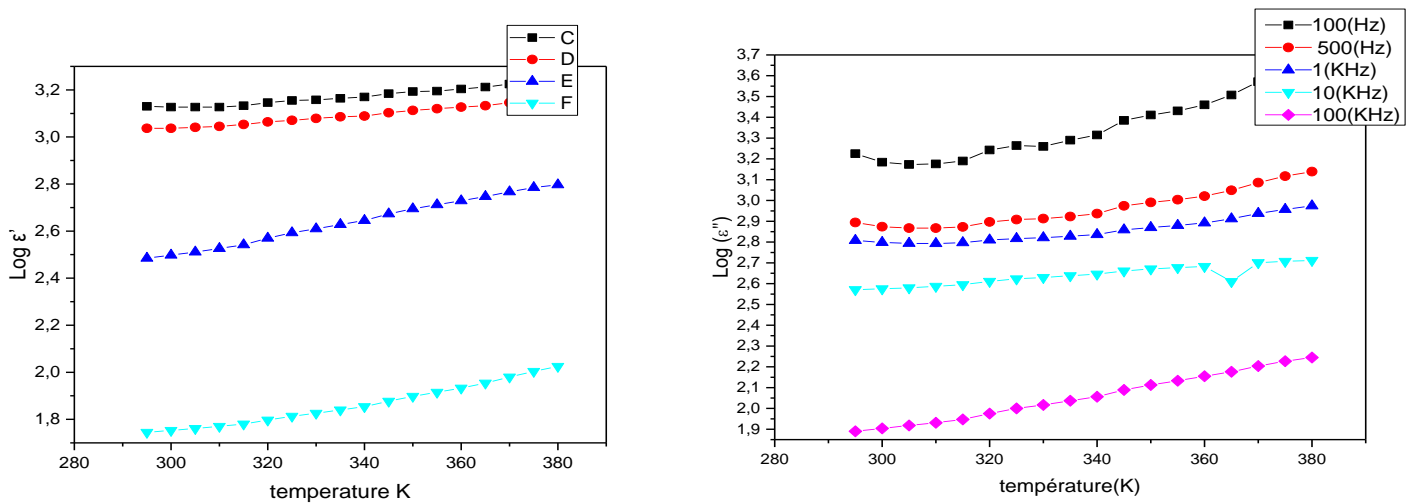 C
D
E
F
3,2
3,0
2,8
2,6
2,4
2,2
2,0
1,8
280 300 320 340 360 380
Log ε'
temperature K
100(Hz)
500(Hz)
1(KHz)
10(KHz)
100(KHz)
3,7
3,6
3,5
3,4
3,3
3,2
3,1
3,0
2,9
2,8
2,7
2,6
2,5
2,4
2,3
2,2
2,1
2,0
1,9
280 300 320 340 360 380
Log (ε'')
température(K)